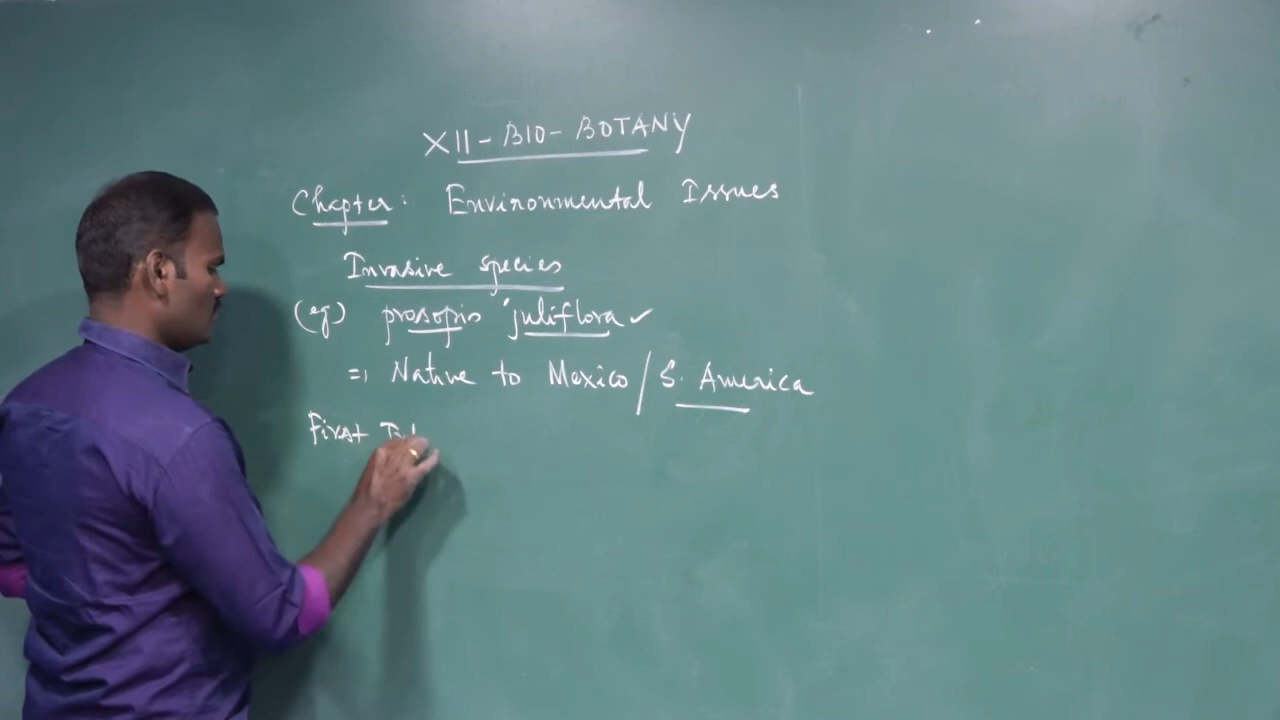 XII - BIO - BOTANY
Chapter: Environmental Issues
Invasive species
(eg) prosopis juliflora ✓
⇒ Native to Mexico / S. America
First